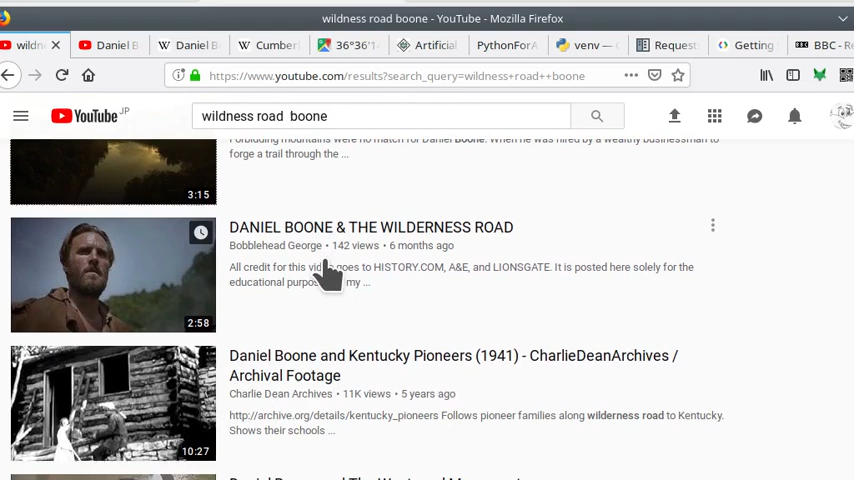 wildness road boone - YouTube - Mozilla Firefox
wildn
Daniel B
Daniel B
Cumberl
36°36'1
Artificial
PythonForA
venv —
Request:
Getting
BBC - Ro
https://www.youtube.com/results?search_query=wildness+road++boone
YouTube JP
wildness road  boone
Forbidding mountains were no match for Daniel Boone. When he was hired by a wealthy businessman to
forge a trail through the ...
3:15
DANIEL BOONE & THE WILDERNESS ROAD
Bobblehead George • 142 views • 6 months ago
All credit for this video goes to HISTORY.COM, A&E, and LIONSGATE. It is posted here solely for the
educational purpos my ...
2:58
Daniel Boone and Kentucky Pioneers (1941) - CharlieDeanArchives /
Archival Footage
Charlie Dean Archives • 11K views • 5 years ago
http://archive.org/details/kentucky_pioneers Follows pioneer families along wilderness road to Kentucky.
Shows their schools ...
10:27